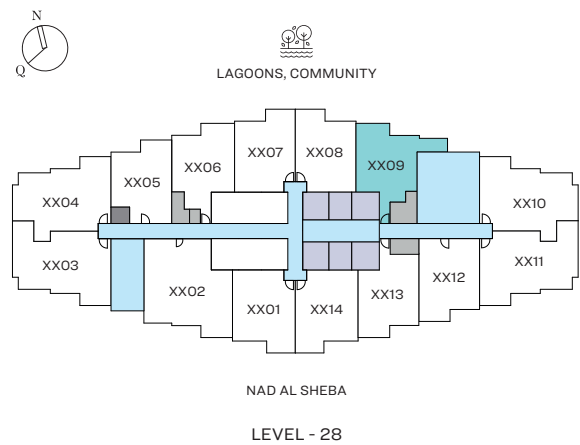 N
Q
LAGOONS, COMMUNITY
XX07
XX08
XX06
XX09
XX05
XX04
XX10
XX03
XX11
XX02
XX12
XX13
XX01
XX14
NAD AL SHEBA
LEVEL - 28